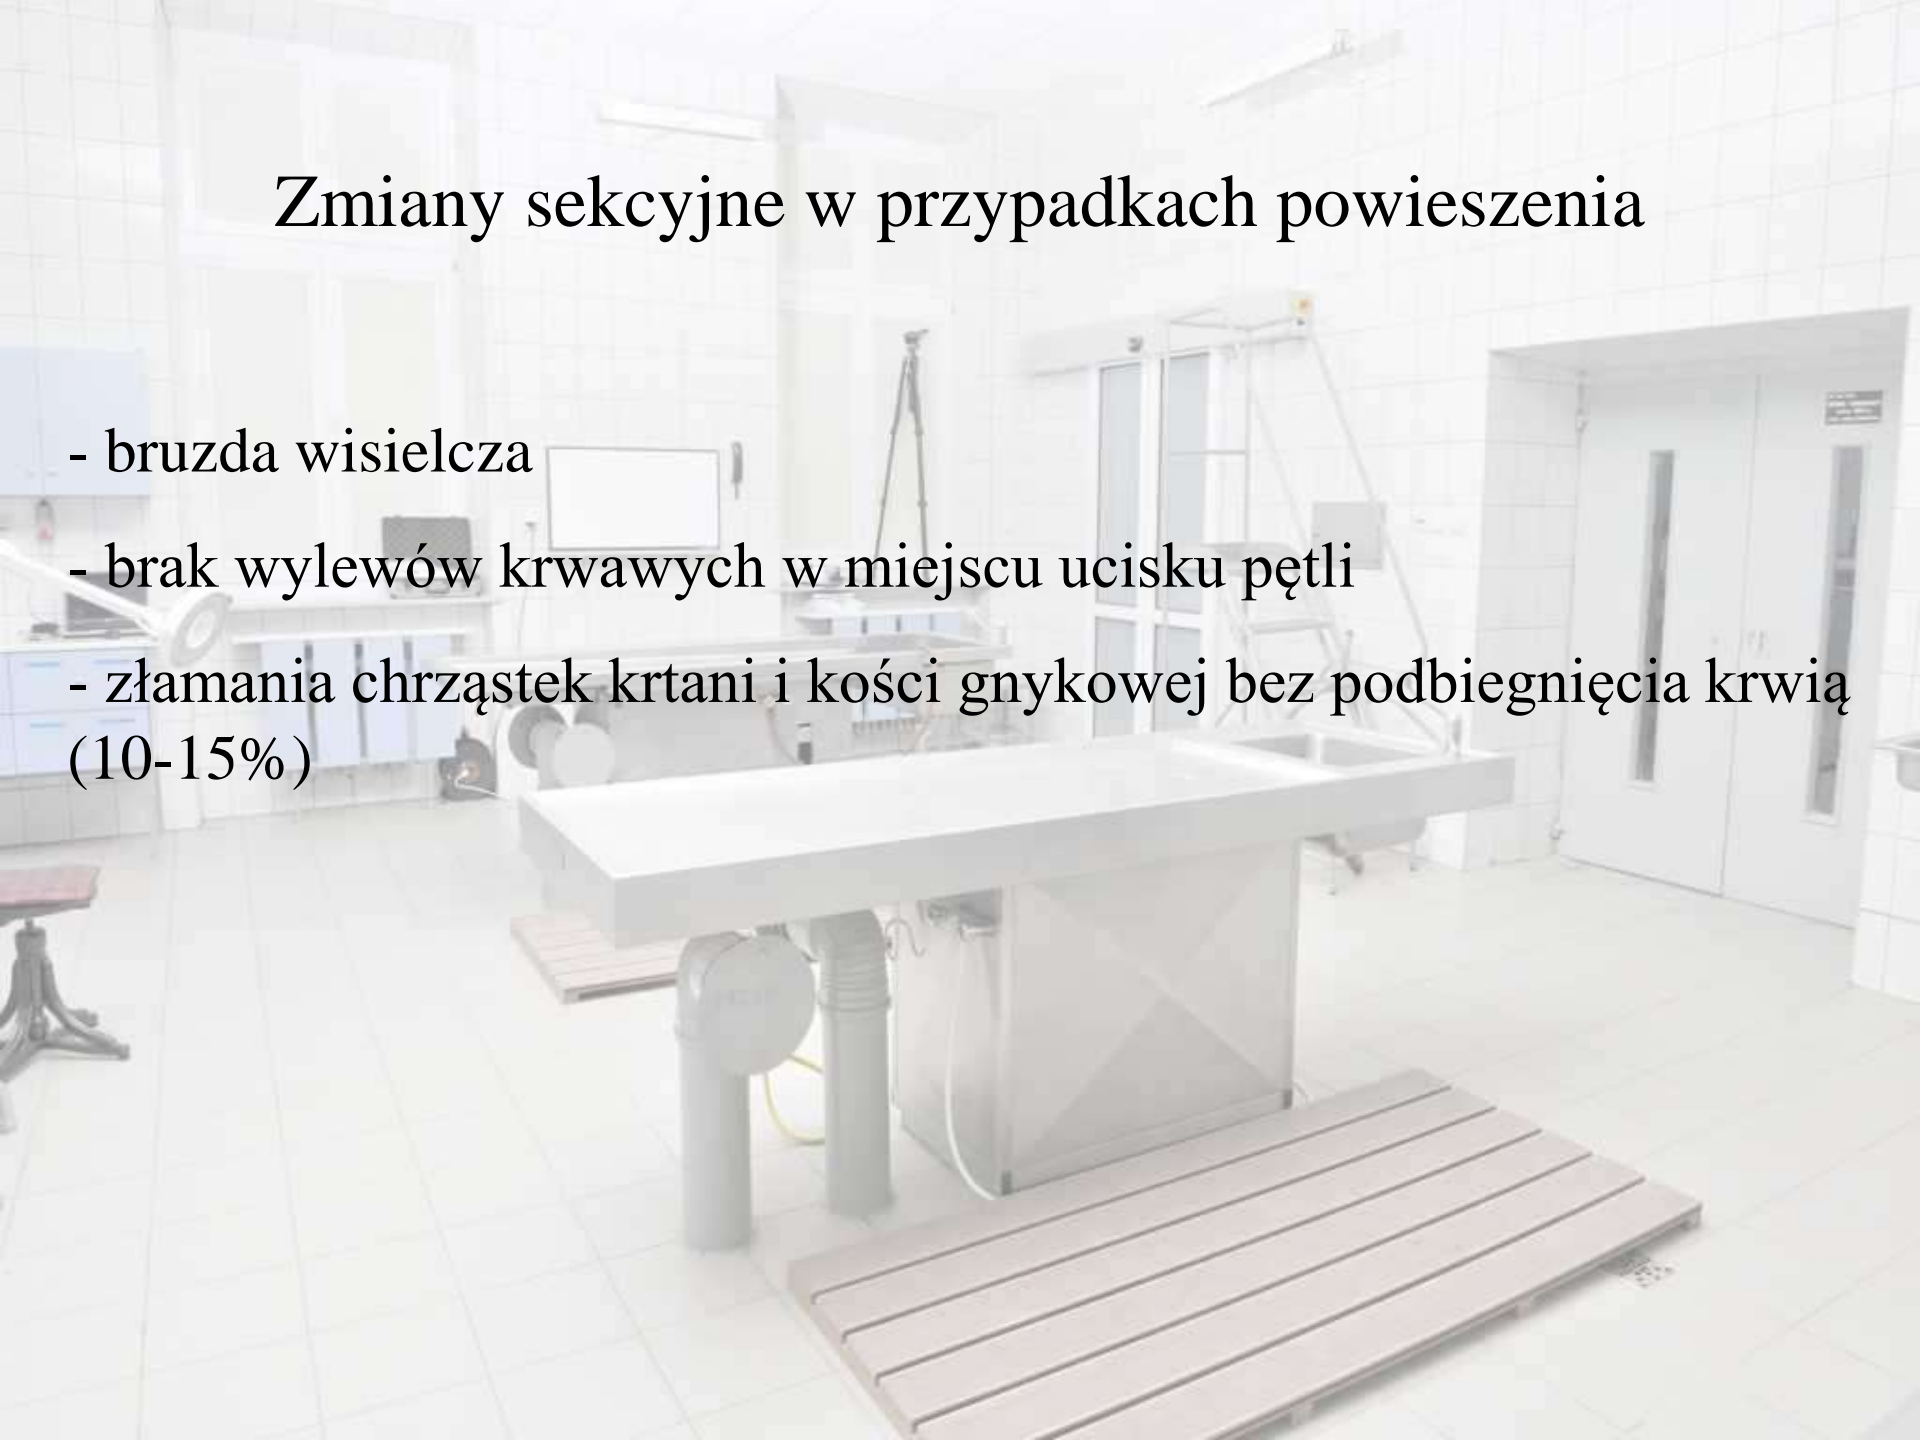 Zmiany sekcyjne w przypadkach powieszenia
- bruzda wisielcza
- brak wylewów krwawych w miejscu ucisku pętli
- złamania chrząstek krtani i kości gnykowej bez podbiegnięcia krwią
(10-15%)